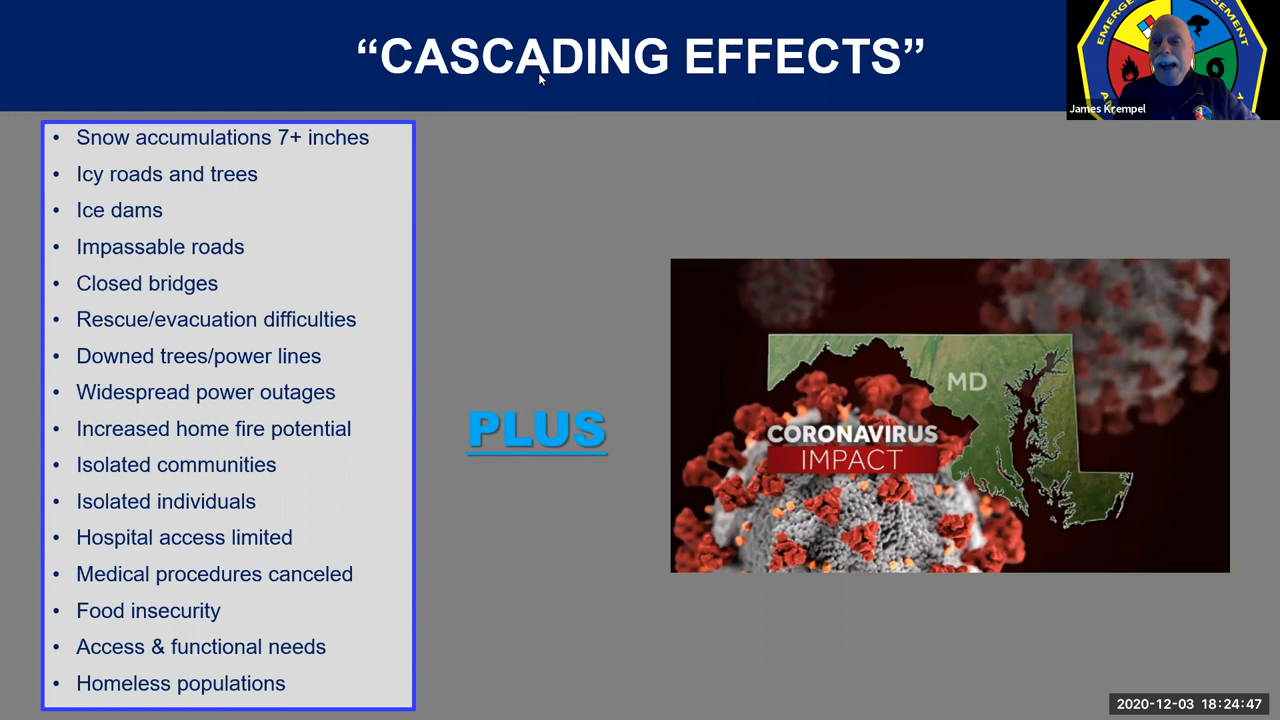 “CASCADING EFFECTS”
James Krempel
• Snow accumulations 7+ inches
• Icy roads and trees
• Ice dams
• Impassable roads
• Closed bridges
• Rescue/evacuation difficulties
• Downed trees/power lines
• Widespread power outages
• Increased home fire potential
• Isolated communities
• Isolated individuals
• Hospital access limited
• Medical procedures canceled
• Food insecurity
• Access & functional needs
• Homeless populations
PLUS
MD
CORONAVIRUS
IMPACT
2020-12-03 18:24:47